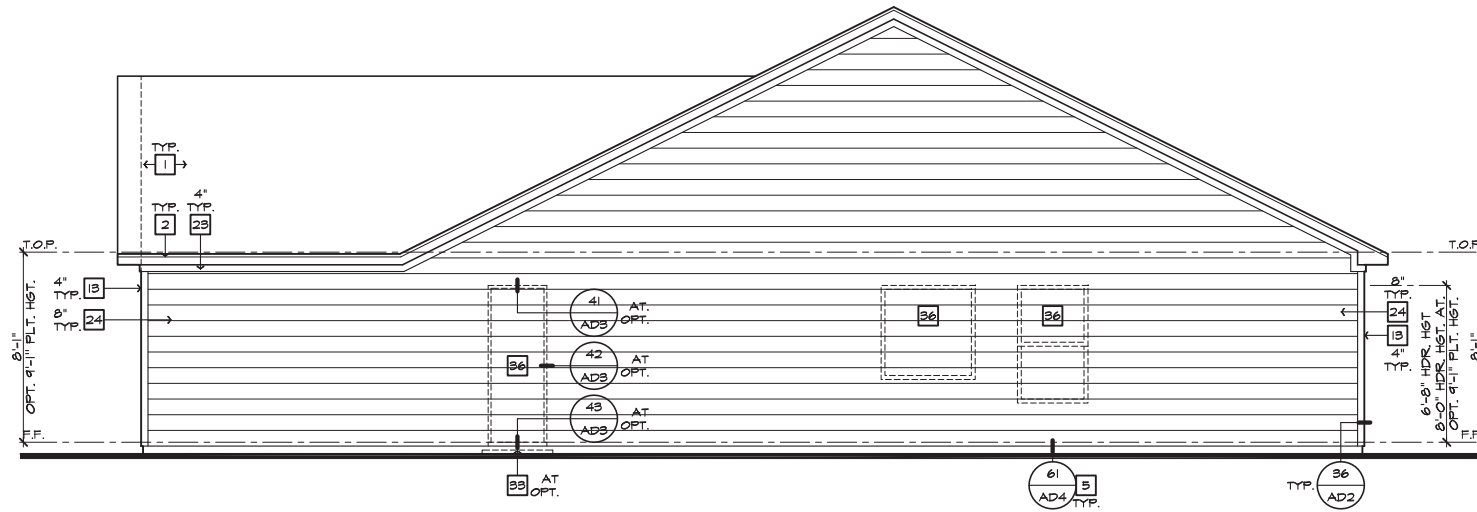 TYP.
1
TYP.
2
4"
TYP.
23
T.O.P.
T.O.P
4"
TYP.
13
8"
TYP.
24
8'-1"
OPT. 9'-1" PLT. HGT.
F.F.
41
AD3
AT.
OPT.
36
42
AD3
AT
OPT.
43
AD3
AT
OPT.
33
AT
OPT.
36
36
8"
TYP.
24
13
4"
TYP.
6'-8" HDR. HGT
8'-0" HDR. HGT. AT.
OPT. 9'-1" PLT. HGT.
8'-1"
F.F.
61
AD4
5
TYP.
TYP.
36
AD2